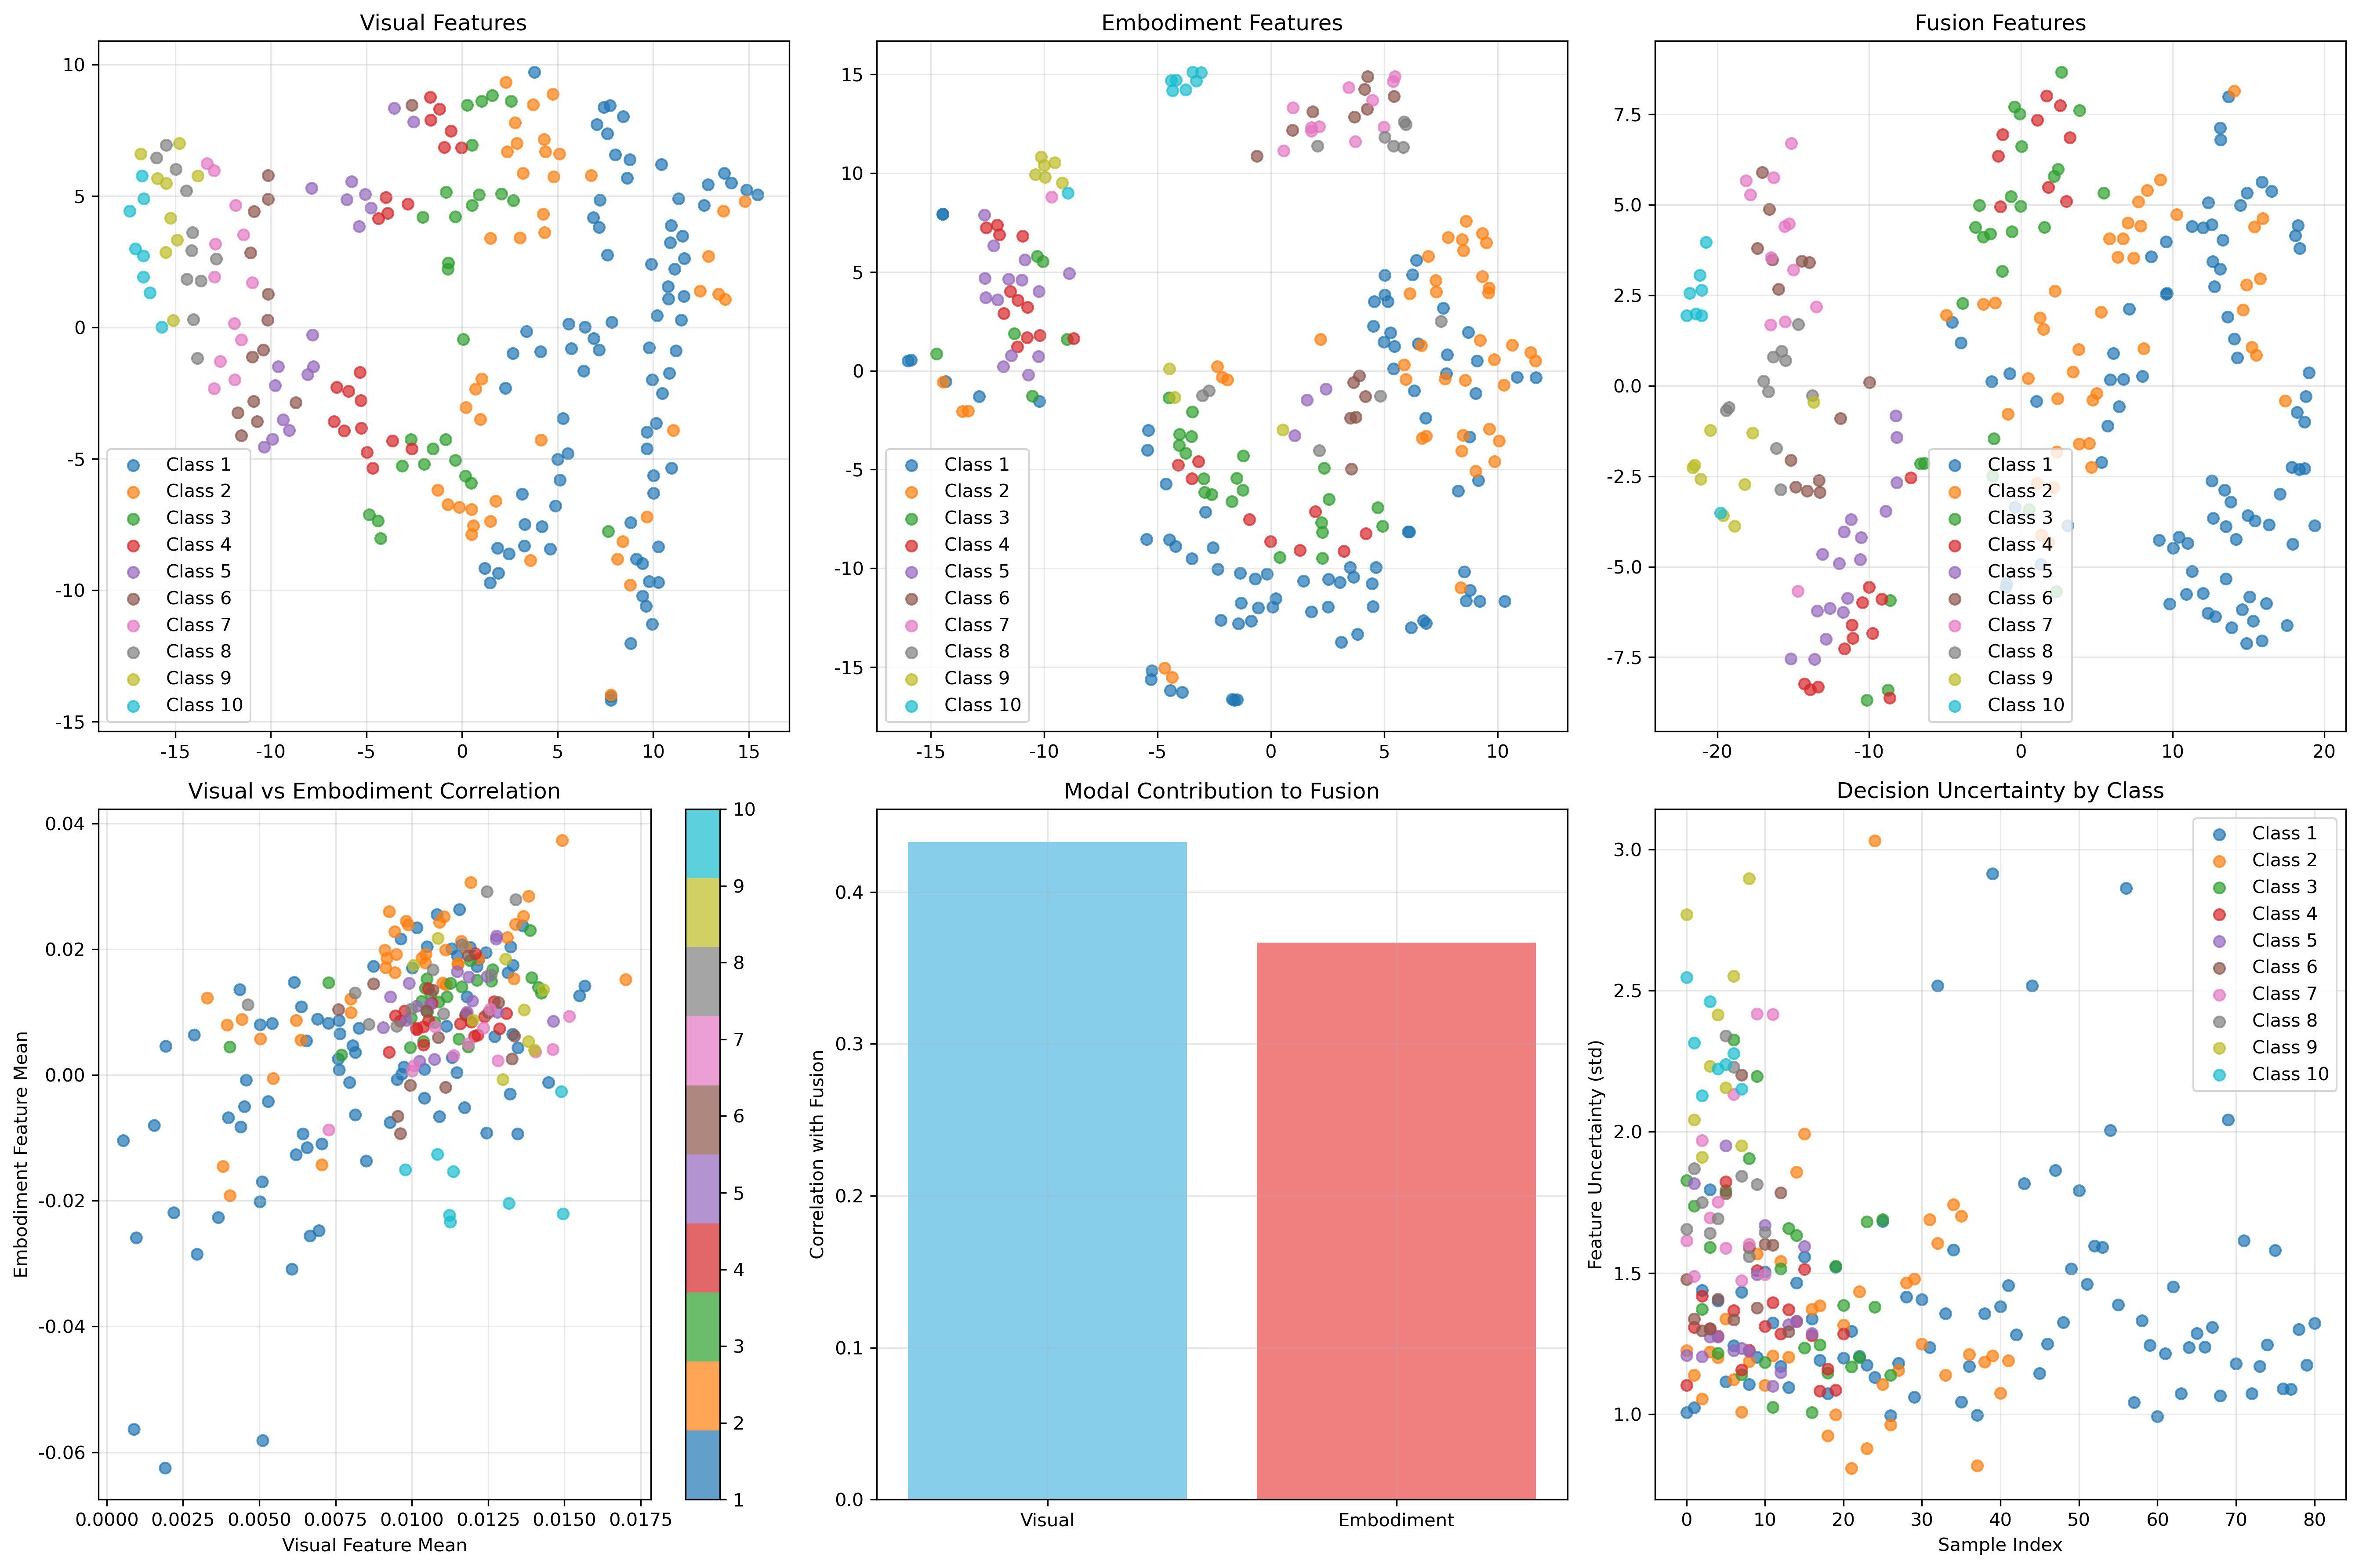 Visual Features
10
5
0
-5
-10
-15
-15 -10 -5 0 5 10 15
Class 1
Class 2
Class 3
Class 4
Class 5
Class 6
Class 7
Class 8
Class 9
Class 10
Embodiment Features
15
10
5
0
-5
-10
-15
-15 -10 -5 0 5 10
Class 1
Class 2
Class 3
Class 4
Class 5
Class 6
Class 7
Class 8
Class 9
Class 10
Fusion Features
7.5
5.0
2.5
0.0
-2.5
-5.0
-7.5
-20 -10 0 10 20
Class 1
Class 2
Class 3
Class 4
Class 5
Class 6
Class 7
Class 8
Class 9
Class 10
Visual vs Embodiment Correlation
Embodiment Feature Mean
0.04
0.02
0.00
-0.02
-0.04
-0.06
0.0000 0.0025 0.0050 0.0075 0.0100 0.0125 0.0150 0.0175
Visual Feature Mean
10
9
8
7
6
5
4
3
2
1
Modal Contribution to Fusion
Correlation with Fusion
0.4
0.3
0.2
0.1
0.0
Visual Embodiment
Decision Uncertainty by Class
Feature Uncertainty (std)
3.0
2.5
2.0
1.5
1.0
0 10 20 30 40 50 60 70 80
Sample Index
Class 1
Class 2
Class 3
Class 4
Class 5
Class 6
Class 7
Class 8
Class 9
Class 10